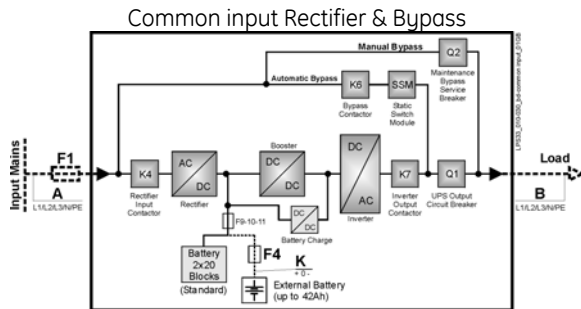 Common input Rectifier & Bypass
Manual Bypass
Q2
Maintenance
Bypass
Service
Breaker
Automatic Bypass
K6
SSM
Bypass
Contactor
Static
Switch
Module
Input Mains
F1
A
L1/L2/L3/N/PE
K4
Rectifier
Input
Contactor
AC
DC
Rectifier
Booster
DC
DC
DC
AC
Inverter
K7
Inverter
Output
Contactor
Q1
UPS Output
Circuit Breaker
Load
B
L1/L2/L3/N/PE
F9-10-11
DC
DC
Battery Charge
Battery
2x20
Blocks
(Standard)
F4
K
+ 0 -
External Battery
(up to 42Ah)